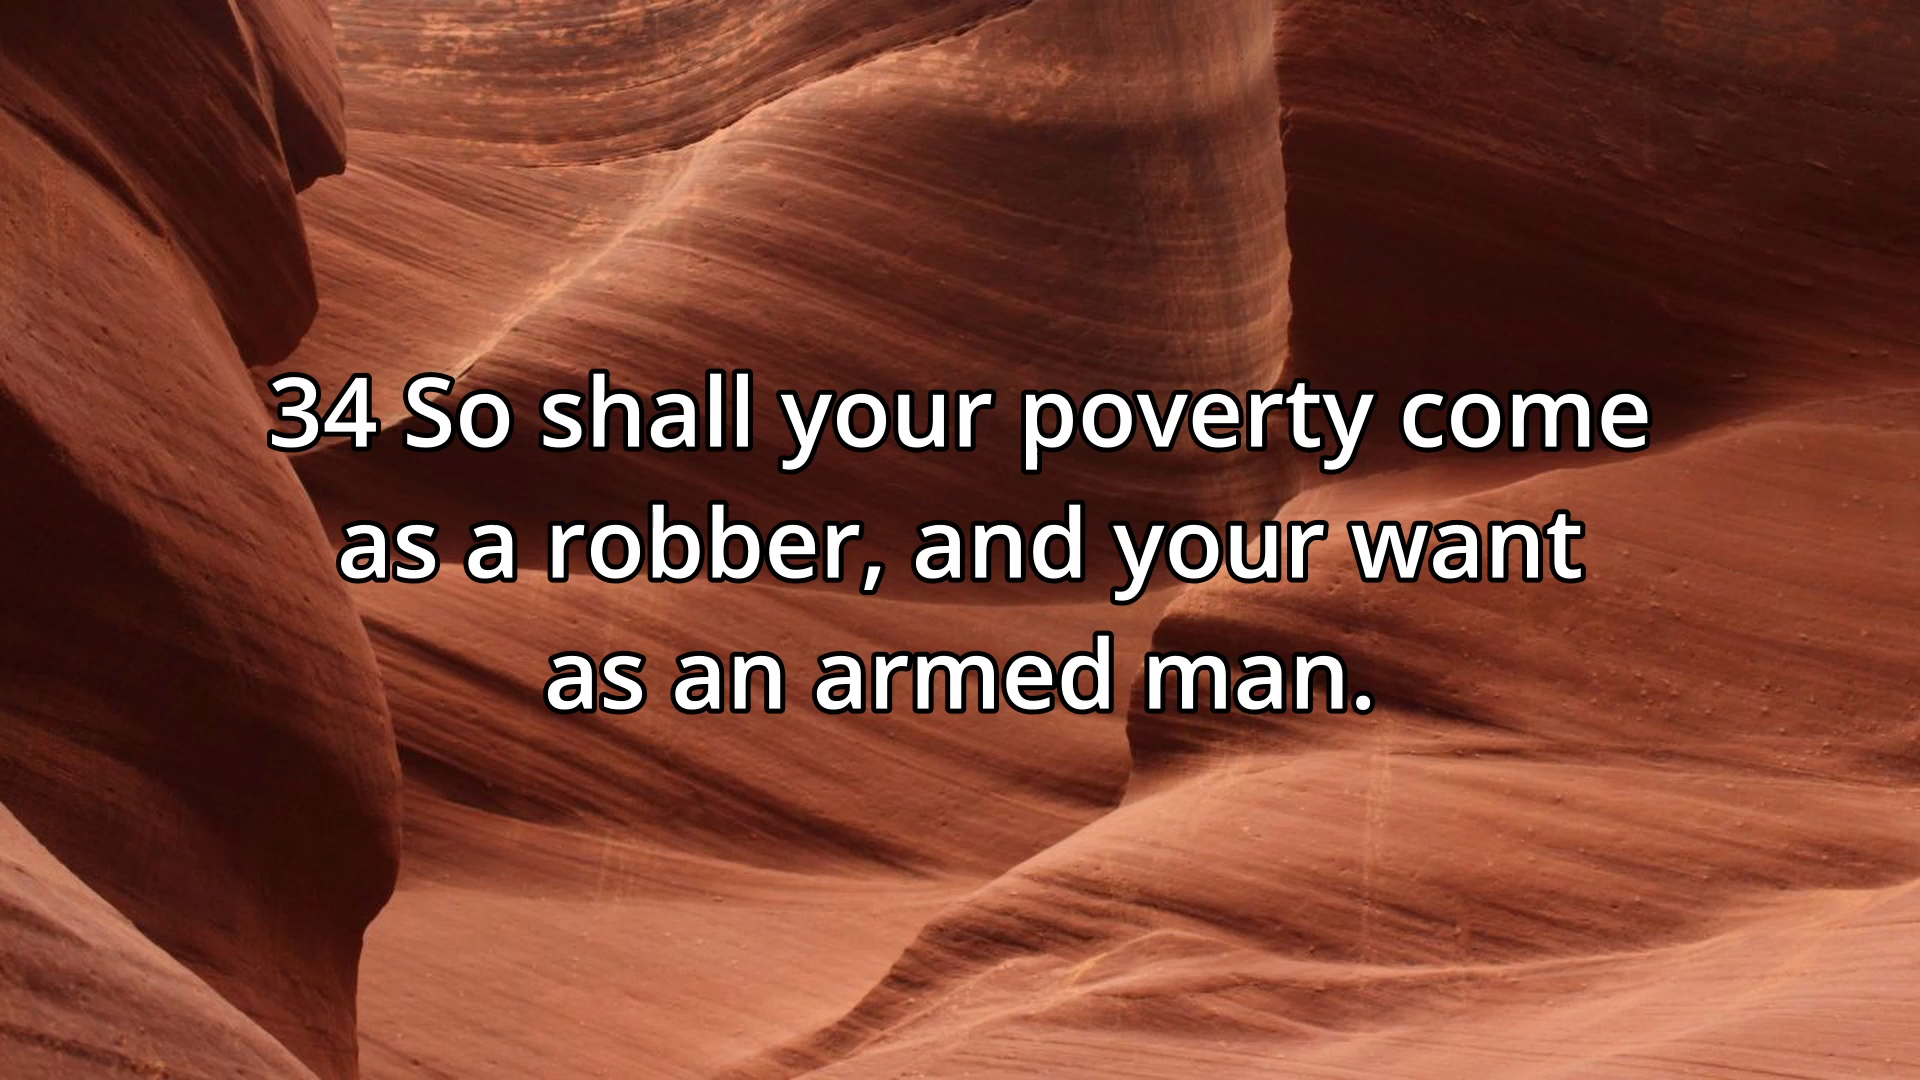 34 So shall your poverty come
as a robber, and your want
as an armed man.